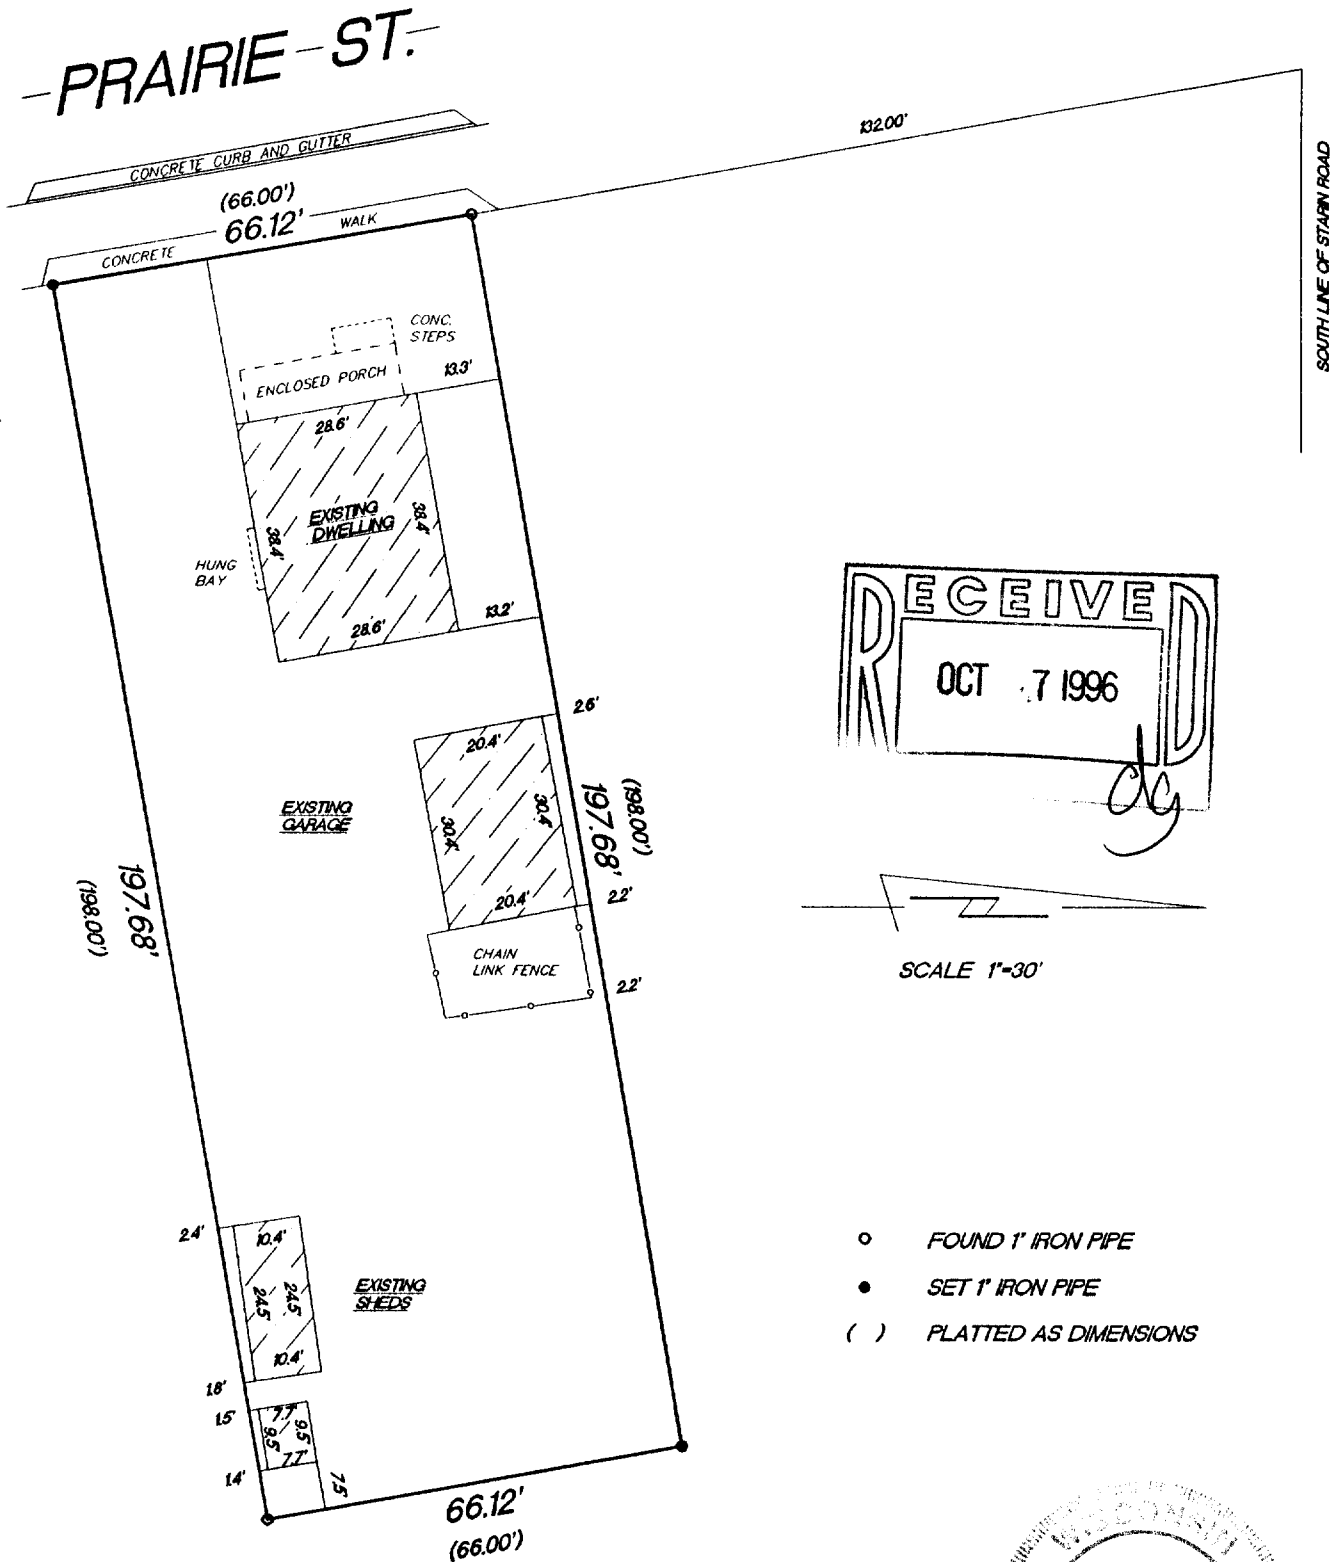 PRAIRIE ST.
132.00'
SOUTH LINE OF STARIN ROAD
CONCRETE CURB AND GUTTER
(66.00')
66.12'
CONCRETE WALK
CONC.
STEPS
ENCLOSED PORCH
13.3'
28.6'
EXISTING
DWELLING
38.4'
38.4'
HUNG
BAY
28.6'
13.2'
RECEIVED
OCT 7 1996
dg
2.6'
20.4'
EXISTING
GARAGE
30.4'
30.4'
197.68'
(198.00')
20.4'
2.2'
CHAIN
LINK FENCE
2.2'
197.68'
(198.00')
SCALE 1"=30'
2.4'
10.4'
24.5'
24.5'
EXISTING
SHEDS
10.4'
1.8'
1.5'
7.7'
9.5'
9.5'
7.7'
1.4'
7.5'
66.12'
(66.00')
FOUND 1" IRON PIPE
SET 1" IRON PIPE
( ) PLATTED AS DIMENSIONS
WISCONSIN